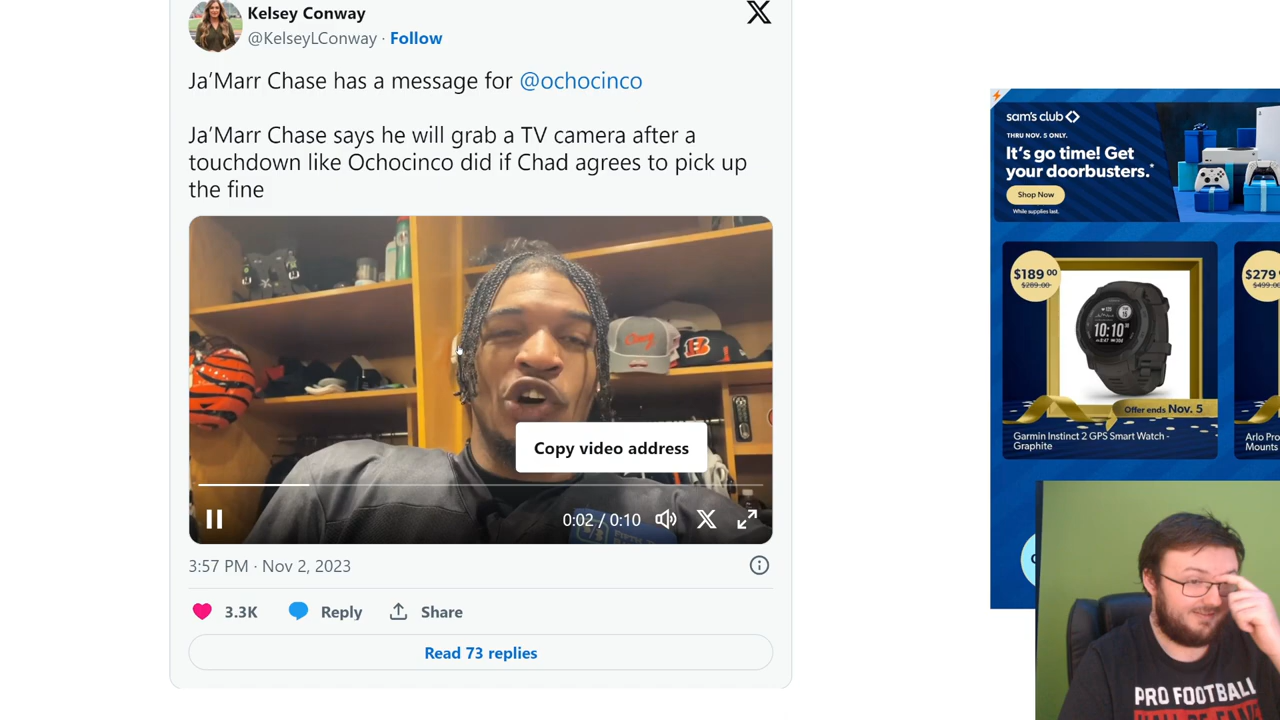 Kelsey Conway
@KelseyLConway · Follow
Ja'Marr Chase has a message for @ochocinco
Ja'Marr Chase says he will grab a TV camera after a
touchdown like Ochocinco did if Chad agrees to pick up
the fine
Copy video address
0:02 / 0:10
3:57 PM · Nov 2, 2023
3.3K Reply Share
Read 73 replies
sam's club
THRU NOV. 5 ONLY.
It's go time! Get
your doorbusters.*
Shop Now
While supplies last.
$189 00
$289.00
$279
$499.00
10:10
Offer ends Nov. 5
Garmin Instinct 2 GPS Smart Watch -
Graphite
Arlo Pro
Mounts
PRO FOOTBALL